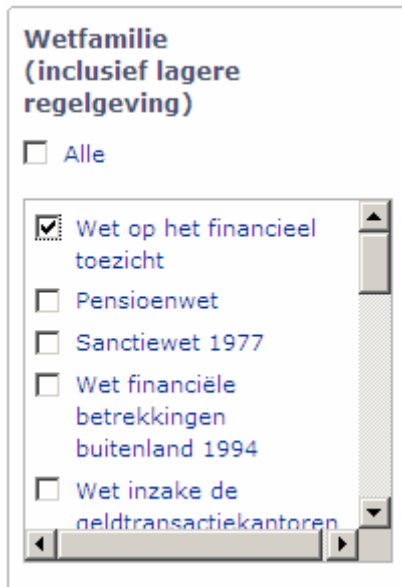 Wetfamilie
(inclusief lagere
regelgeving)
Alle
Wet op het financieel
toezicht
Pensioenwet
Sanctiewet 1977
Wet financiële
betrekkingen
buitenland 1994
Wet inzake de
geldtransactiekantoren